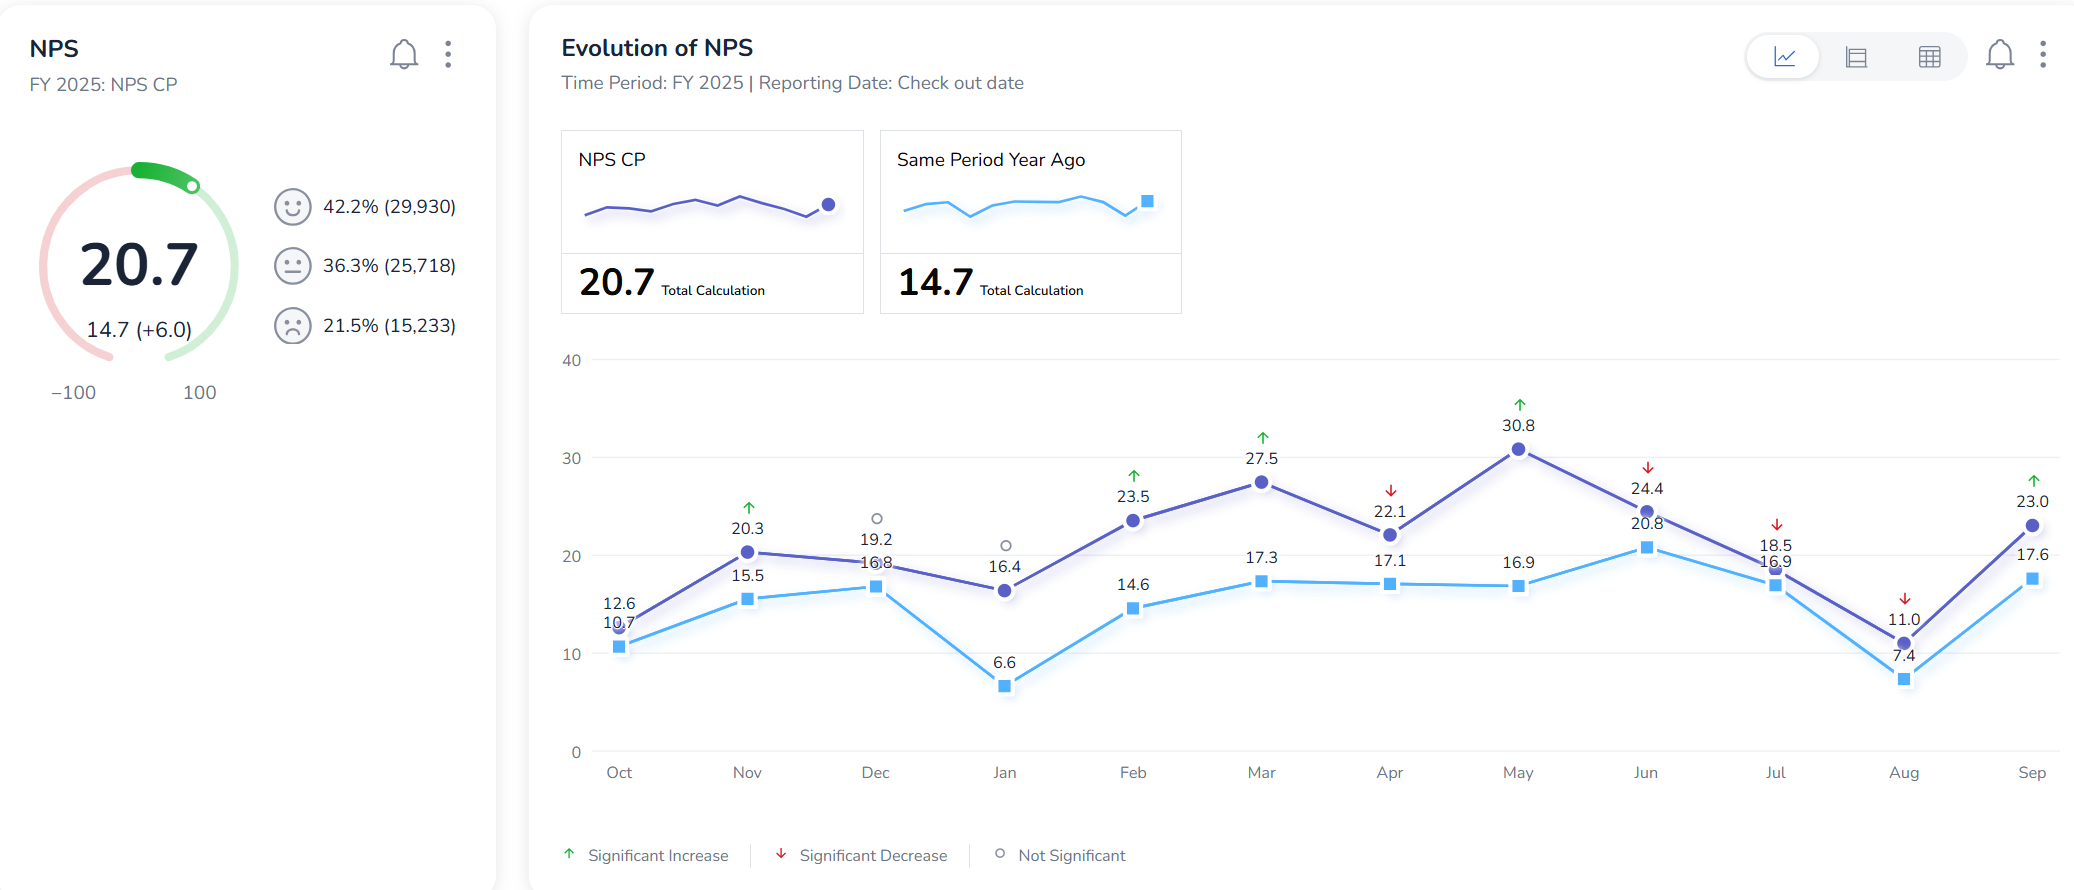 NPS
FY 2025: NPS CP
20.7
14.7 (+6.0)
−100 100
42.2% (29,930)
36.3% (25,718)
21.5% (15,233)
Evolution of NPS
Time Period: FY 2025 | Reporting Date: Check out date
NPS CP
20.7 Total Calculation
Same Period Year Ago
14.7 Total Calculation
40
30
20
10
0
12.6 20.3 19.2 16.4 23.5 27.5 22.1 30.8 24.4 18.5 11.0 23.0
10.7 15.5 16.8 6.6 14.6 17.3 17.1 16.9 20.8 16.9 7.4 17.6
Oct Nov Dec Jan Feb Mar Apr May Jun Jul Aug Sep
Significant Increase Significant Decrease Not Significant